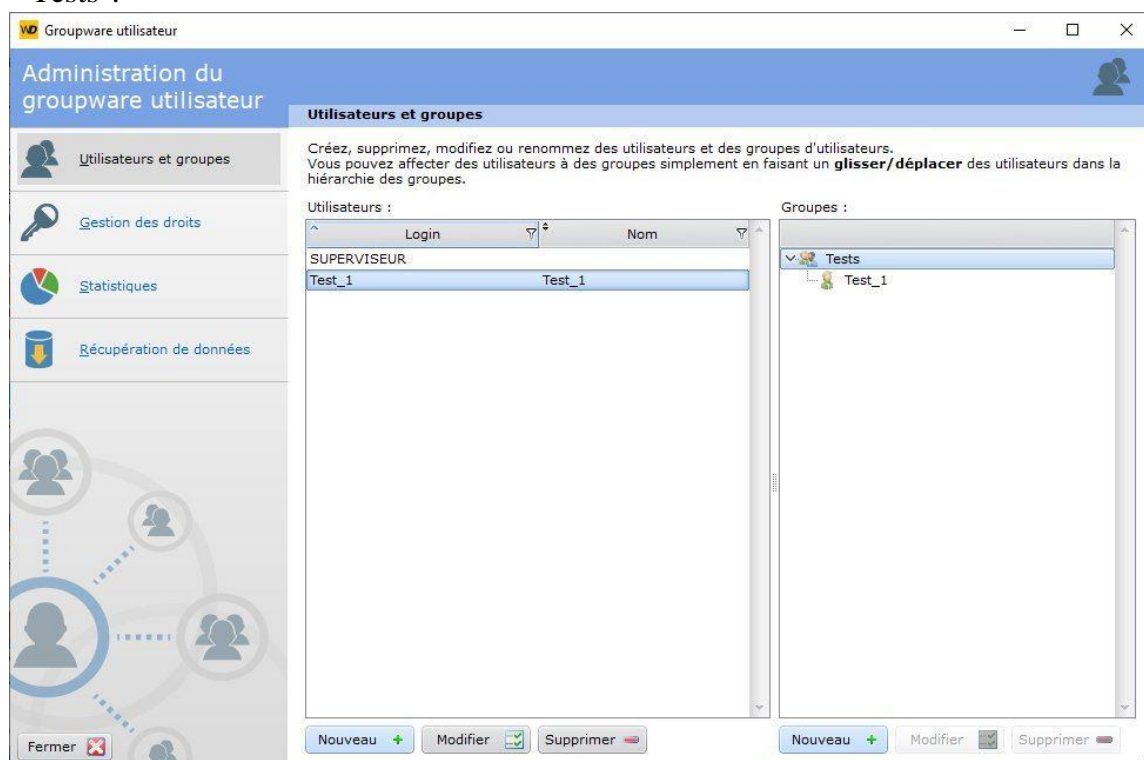 "Tests".
WD Groupware utilisateur
Administration du
groupware utilisateur
Utilisateurs et groupes
Utilisateurs et groupes
Gestion des droits
Statistiques
Récupération de données
Fermer
Créez, supprimez, modifiez ou renommez des utilisateurs et des groupes d'utilisateurs.
Vous pouvez affecter des utilisateurs à des groupes simplement en faisant un glisser/déplacer des utilisateurs dans la
hiérarchie des groupes.
Utilisateurs :
Login Nom
SUPERVISEUR
Test_1 Test_1
Nouveau Modifier Supprimer
Groupes :
Tests
Test_1
Nouveau Modifier Supprimer